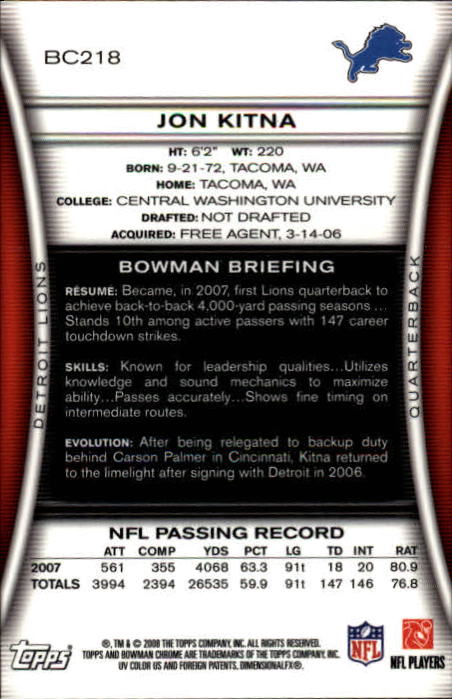 BC218
JON KITNA
HT: 6'2" WT: 220
BORN: 9-21-72, TACOMA, WA
HOME: TACOMA, WA
COLLEGE: CENTRAL WASHINGTON UNIVERSITY
DRAFTED: NOT DRAFTED
ACQUIRED: FREE AGENT, 3-14-06
DETROIT LIONS
BOWMAN BRIEFING
RÉSUMÉ: Became, in 2007, first Lions quarterback to
achieve back-to-back 4,000-yard passing seasons ...
Stands 10th among active passers with 147 career
touchdown strikes.
SKILLS: Known for leadership qualities...Utilizes
knowledge and sound mechanics to maximize
ability...Passes accurately...Shows fine timing on
intermediate routes.
EVOLUTION: After being relegated to backup duty
behind Carson Palmer in Cincinnati, Kitna returned
to the limelight after signing with Detroit in 2006.
QUARTERBACK
NFL PASSING RECORD
ATT COMP YDS PCT LG TD INT RAT
2007 561 355 4068 63.3 91t 18 20 80.9
TOTALS 3994 2394 26535 59.9 91t 147 146 76.8
Topps
®, TM & © 2008 THE TOPPS COMPANY, INC. ALL RIGHTS RESERVED.
TOPPS AND BOWMAN CHROME ARE TRADEMARKS OF THE TOPPS COMPANY, INC.
UV COLOR US AND FOREIGN PATENTS. DIMENSIONALFX®.
NFL
NFL PLAYERS